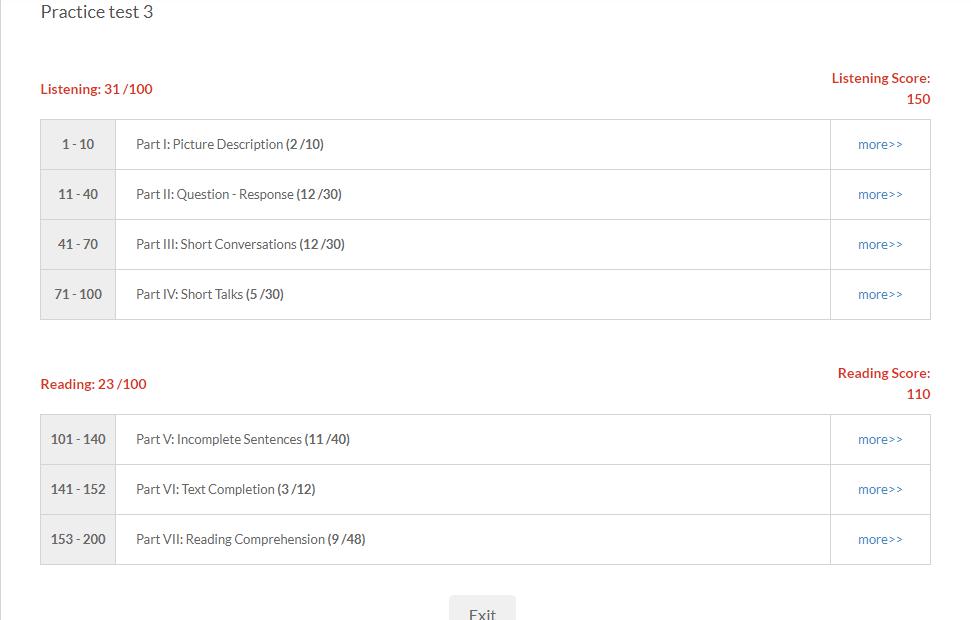 Practice test 3
Listening: 31 /100
Listening Score:
150
1 - 10 Part I: Picture Description (2 /10) more>>
11 - 40 Part II: Question - Response (12 /30) more>>
41 - 70 Part III: Short Conversations (12 /30) more>>
71 - 100 Part IV: Short Talks (5 /30) more>>
Reading: 23 /100
Reading Score:
110
101 - 140 Part V: Incomplete Sentences (11 /40) more>>
141 - 152 Part VI: Text Completion (3 /12) more>>
153 - 200 Part VII: Reading Comprehension (9 /48) more>>
Exit